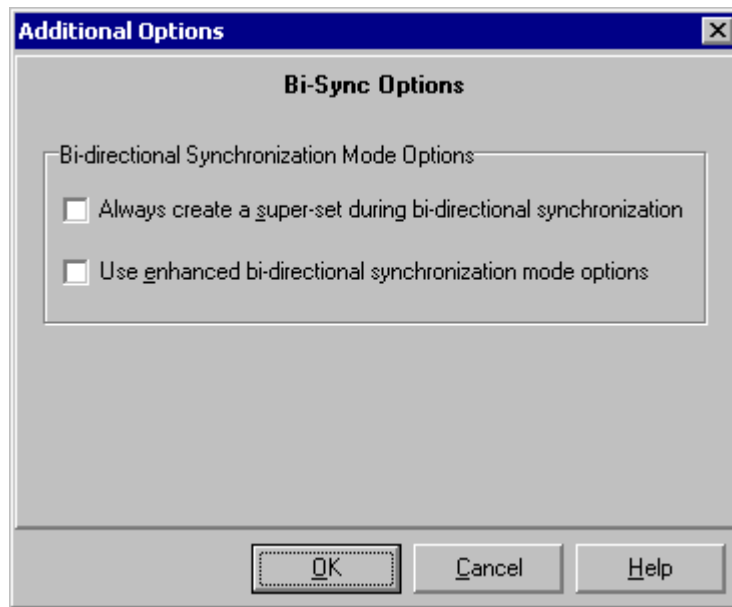 Additional Options
Bi-Sync Options
Bi-directional Synchronization Mode Options
Always create a super-set during bi-directional synchronization
Use enhanced bi-directional synchronization mode options
OK Cancel Help